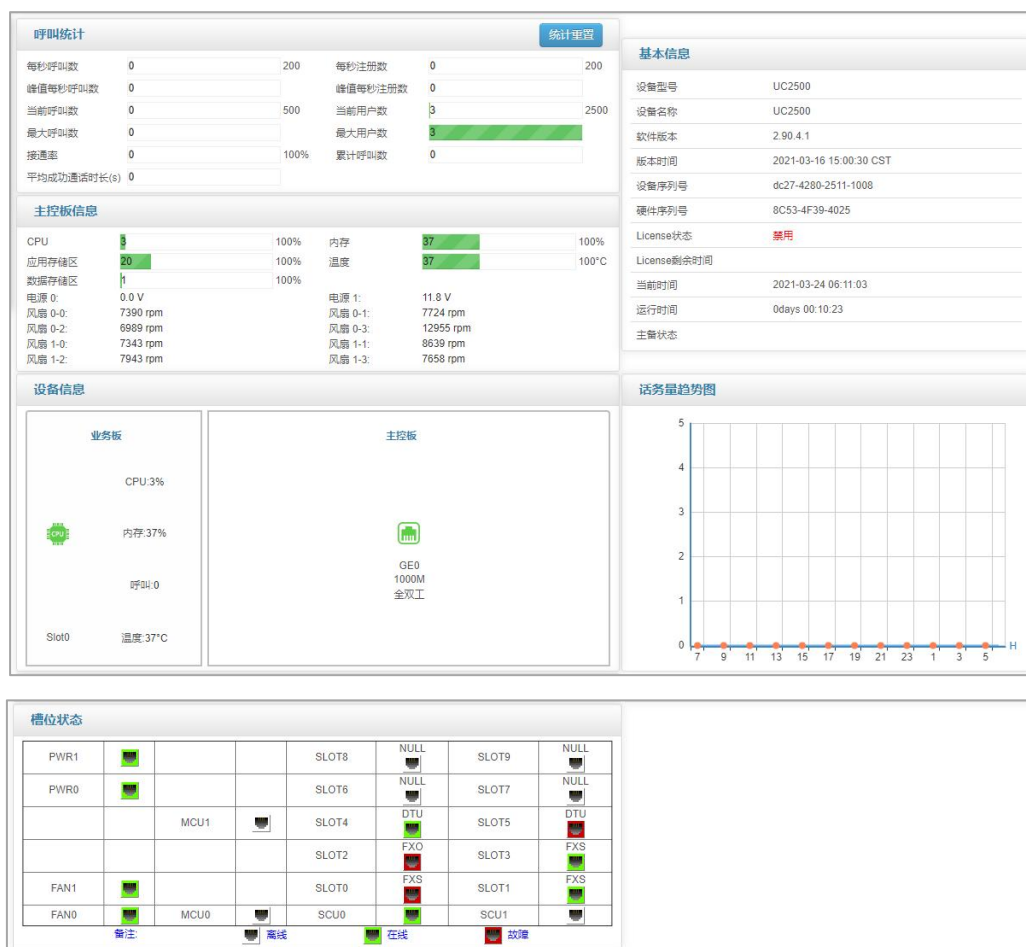 呼叫统计 统计重置
每秒呼叫数 0 200 每秒注册数 0 200
峰值每秒呼叫数 0 峰值每秒注册数 0
当前呼叫数 0 500 当前用户数 3 2500
最大呼叫数 0 最大用户数 3
接通率 0 100% 累计呼叫数 0
平均成功通话时长(s) 0
主控板信息
CPU 3 100% 内存 37 100%
应用存储区 20 100% 温度 37 100°C
数据存储区 1 100%
电源 0: 0.0 V 电源 1: 11.8 V
风扇 0-0: 7390 rpm 风扇 0-1: 7724 rpm
风扇 0-2: 6989 rpm 风扇 0-3: 12955 rpm
风扇 1-0: 7343 rpm 风扇 1-1: 8639 rpm
风扇 1-2: 7943 rpm 风扇 1-3: 7658 rpm
基本信息
设备型号 UC2500
设备名称 UC2500
软件版本 2.90.4.1
版本时间 2021-03-16 15:00:30 CST
设备序列号 dc27-4280-2511-1008
硬件序列号 8C53-4F39-4025
License状态 禁用
License剩余时间
当前时间 2021-03-24 06:11:03
运行时间 0days 00:10:23
主备状态
设备信息
业务板
CPU:3%
CPU
内存:37%
呼叫:0
Slot0 温度:37°C
主控板
GE0
1000M
全双工
话务量趋势图
5
4
3
2
1
0
7 9 11 13 15 17 19 21 23 1 3 5 H
槽位状态
PWR1 SLOT8 NULL SLOT9 NULL
PWR0 SLOT6 NULL SLOT7 NULL
MCU1 SLOT4 DTU SLOT5 DTU
SLOT2 FXO SLOT3 FXS
FAN1 SLOT0 FXS SLOT1 FXS
FAN0 MCU0 SCU0 SCU1
备注: 离线 在线 故障